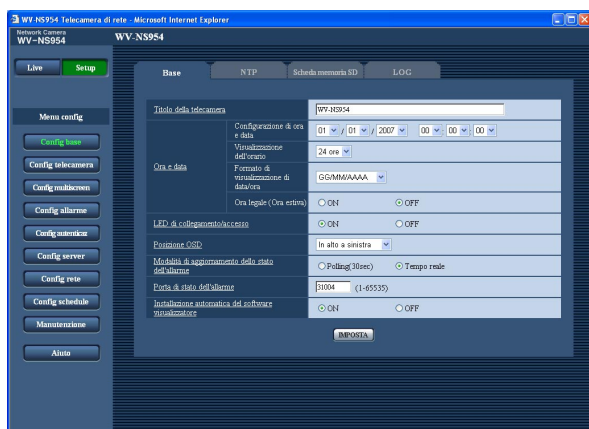 WV-NS954 Telecamera di rete - Microsoft Internet Explorer
Network Camera
WV-NS954
WV-NS954
Live
Setup
Menu config
Config base
Config telecamera
Config multiscreen
Config allarme
Config autenticaz
Config server
Config rete
Config schedule
Manutenzione
Aiuto
Base
NTP
Scheda memoria SD
LOG
Titolo della telecamera
WV-NS954
Ora e data
Configurazione di ora
e data
01 / 01 / 2007 00 : 00 : 00
Visualizzazione
dell'orario
24 ore
Formato di
visualizzazione di
data/ora
GG/MM/AAAA
Ora legale (Ora estiva)
ON
OFF
LED di collegamento/accesso
ON
OFF
Posizione OSD
In alto a sinistra
Modalità di aggiornamento dello stato
dell'allarme
Polling(30sec)
Tempo reale
Porta di stato dell'allarme
31004 (1-65535)
Installazione automatica del software
visualizzatore
ON
OFF
IMPOSTA